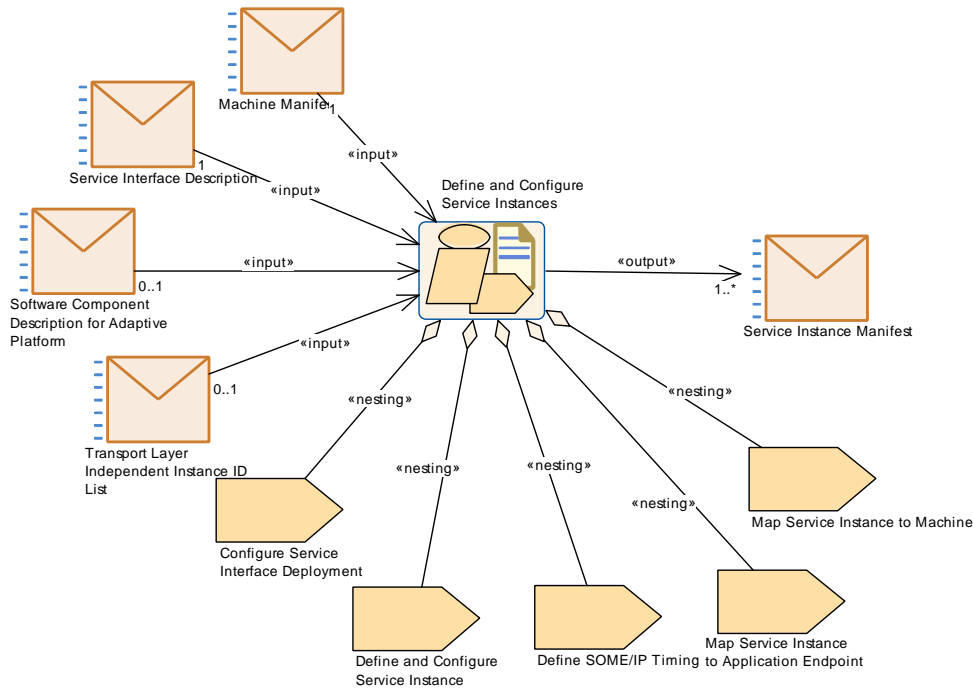 Machine Manife
1
«input»
Service Interface Description
1
«input»
Define and Configure
Service Instances
Software Component
Description for Adaptive
Platform
0..1
«input»
«output»
1..*
Service Instance Manifest
Transport Layer
Independent Instance ID
List
0..1
«input»
«nesting»
«nesting»
«nesting»
«nesting»
«nesting»
Configure Service
Interface Deployment
Define and Configure
Service Instance
Define SOME/IP Timing
Map Service Instance
to Application Endpoint
Map Service Instance to Machine